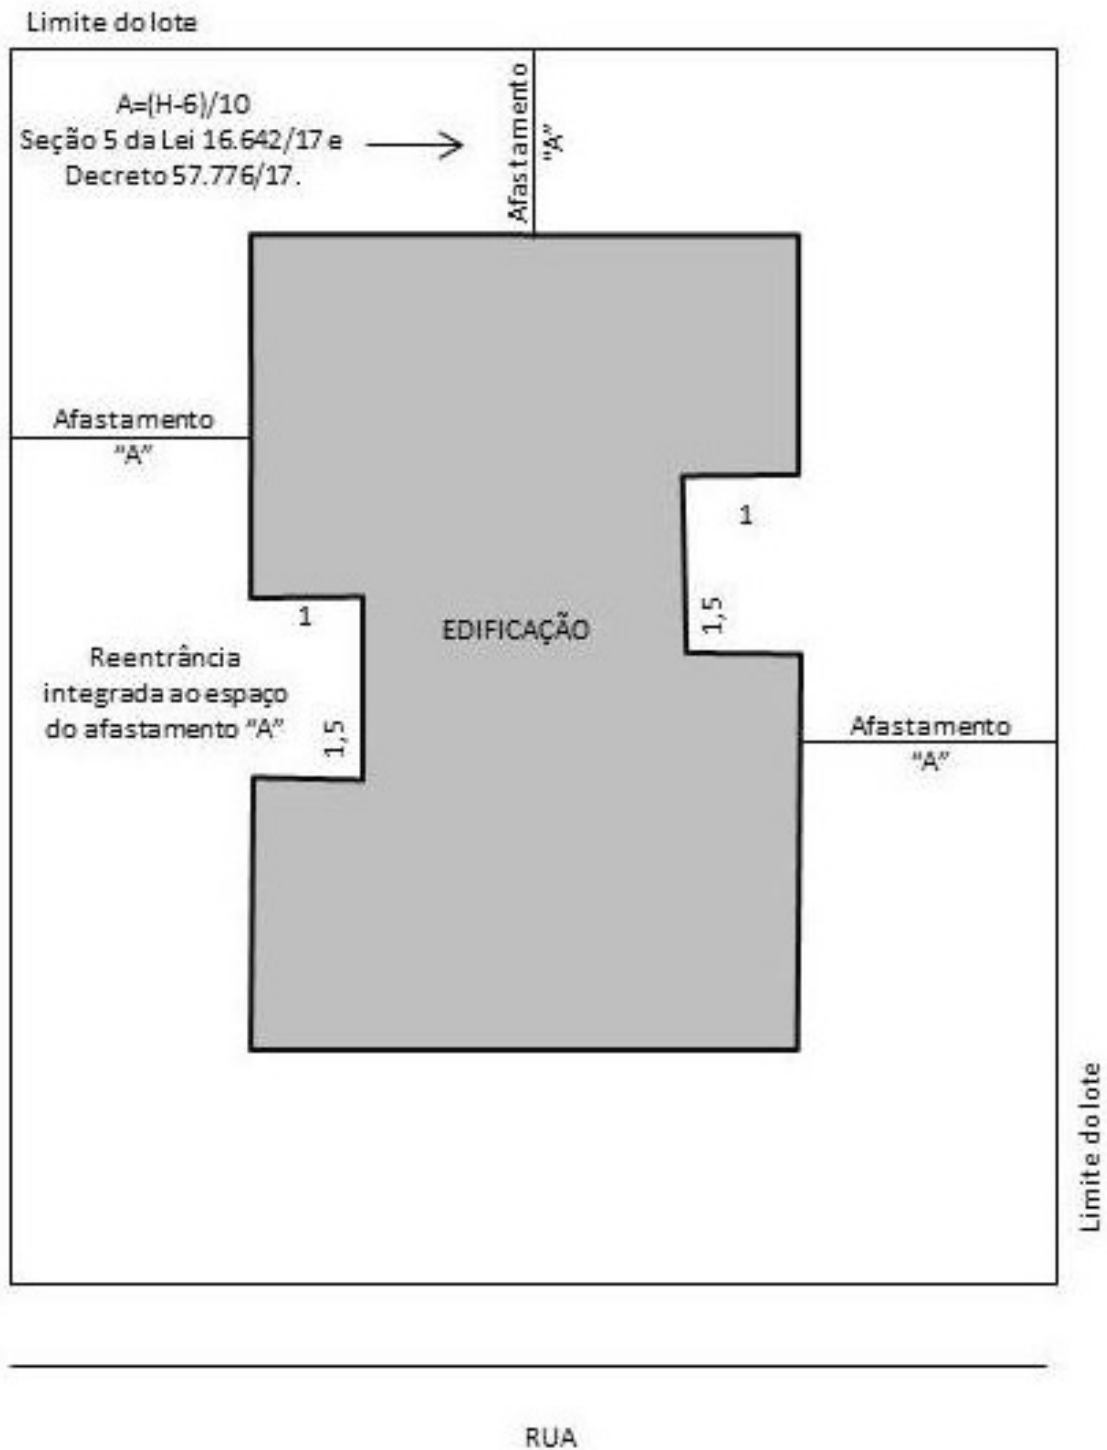 Limite do lote
A=(H-6)/10
Seção 5 da Lei 16.642/17 e
Decreto 57.776/17.
Afastamento
"A"
Afastamento
"A"
1
1,5
1
1,5
EDIFICAÇÃO
Reentrância
integrada ao espaço
do afastamento "A"
Afastamento
"A"
Limite do lote
RUA